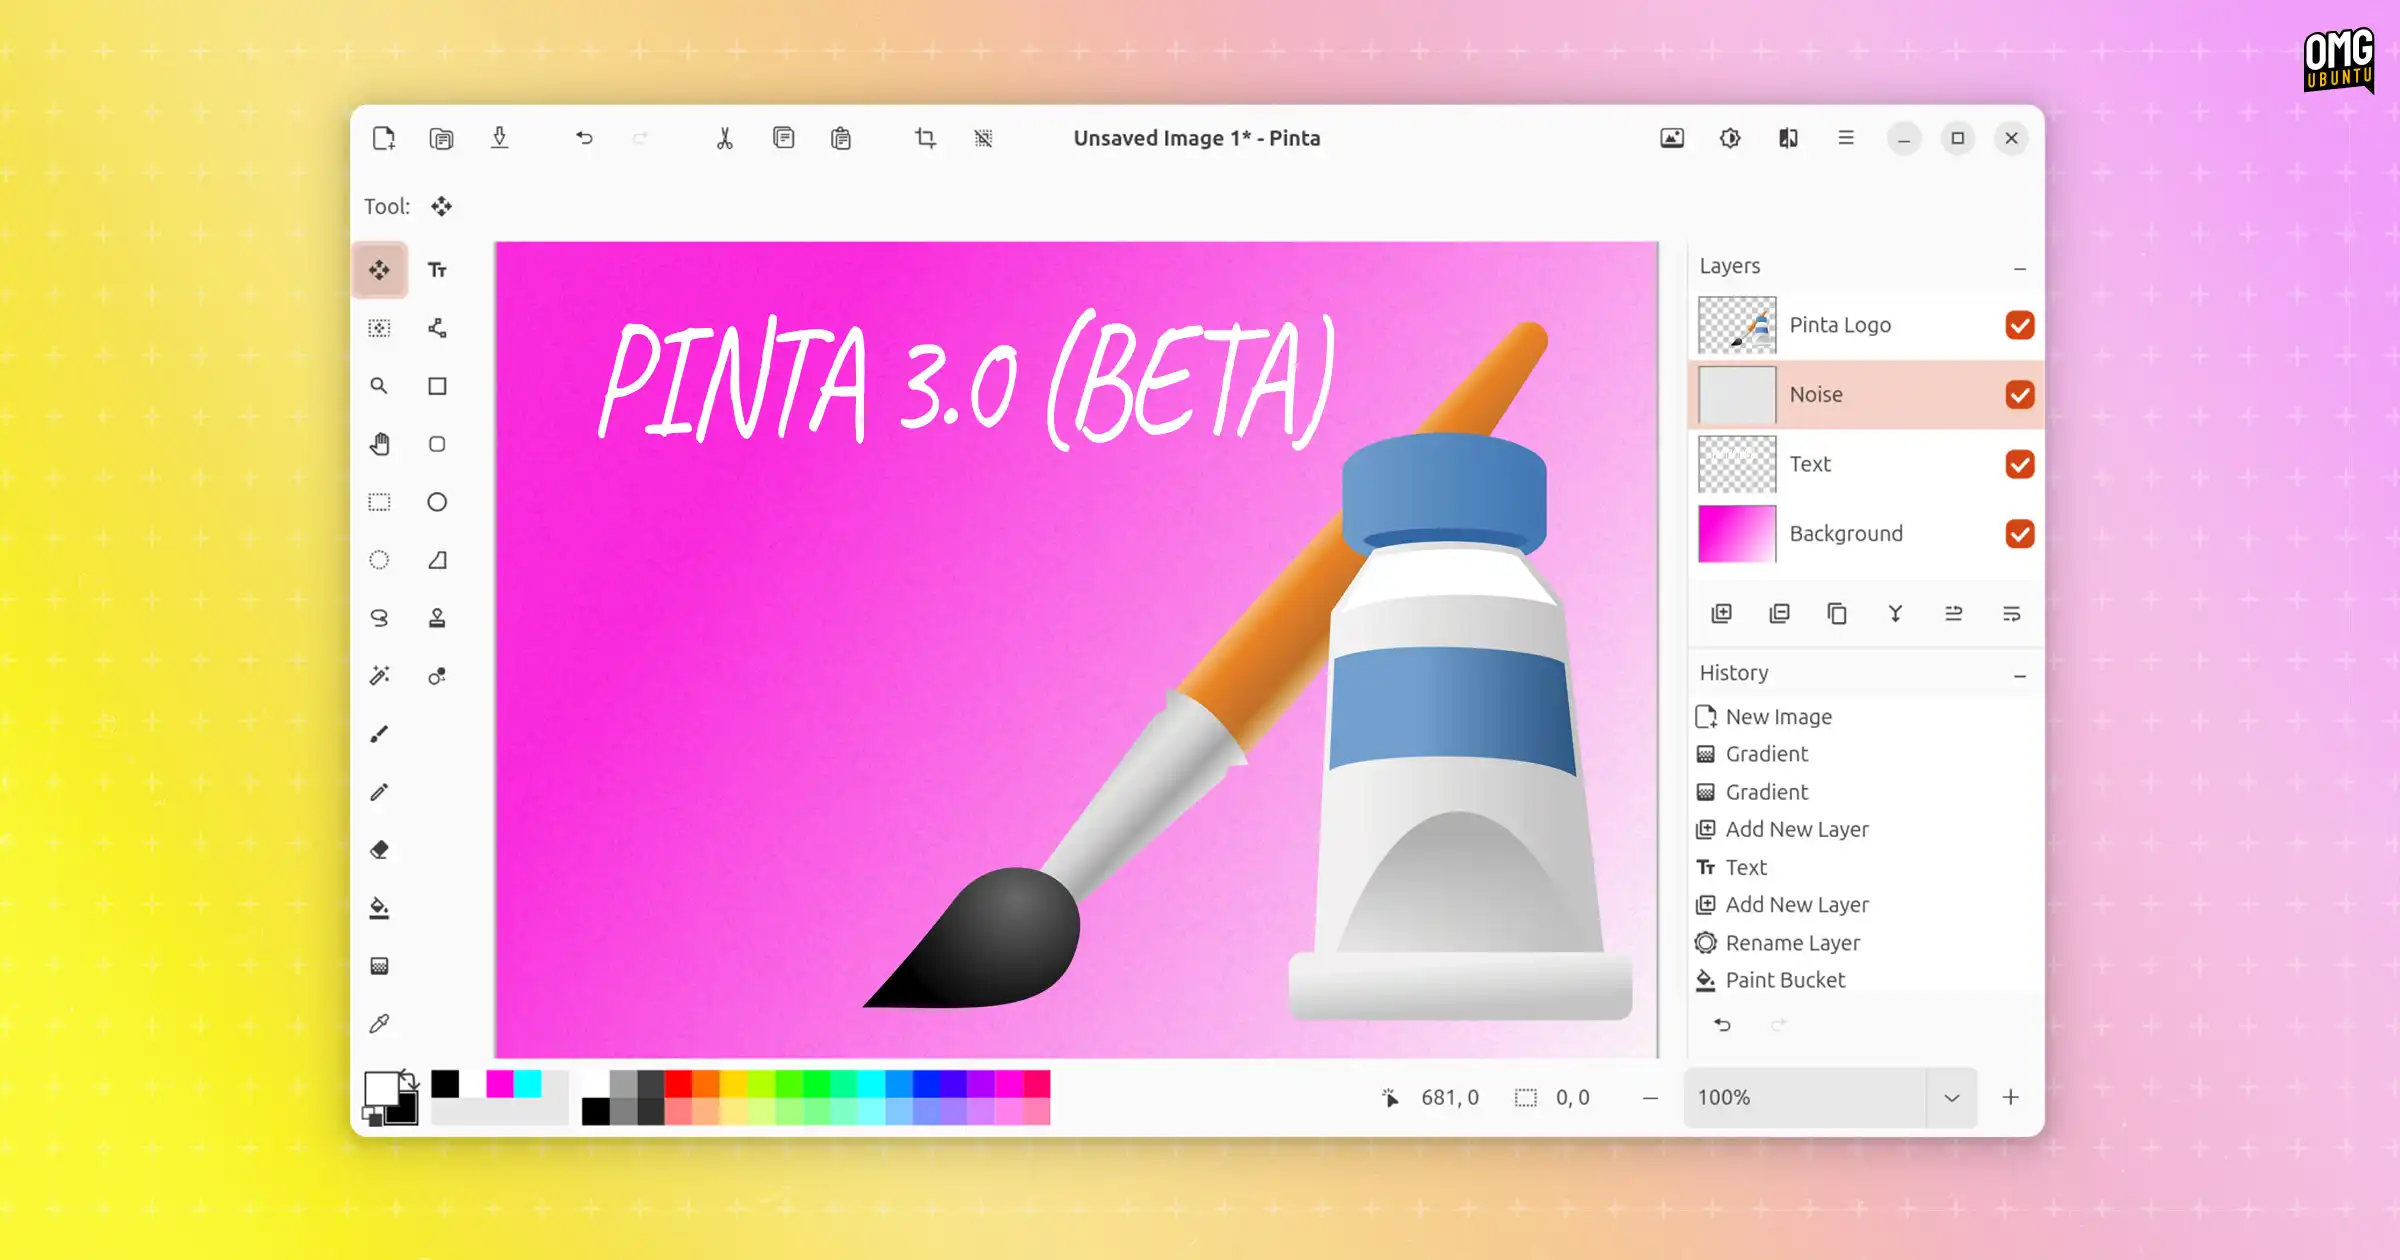 OMG
UBUNTU
Unsaved Image 1* - Pinta
Tool:
PINTA 3.0 (BETA)
Layers
Pinta Logo
Noise
Text
Background
History
New Image
Gradient
Gradient
Add New Layer
Text
Add New Layer
Rename Layer
Paint Bucket
681, 0
0, 0
100%